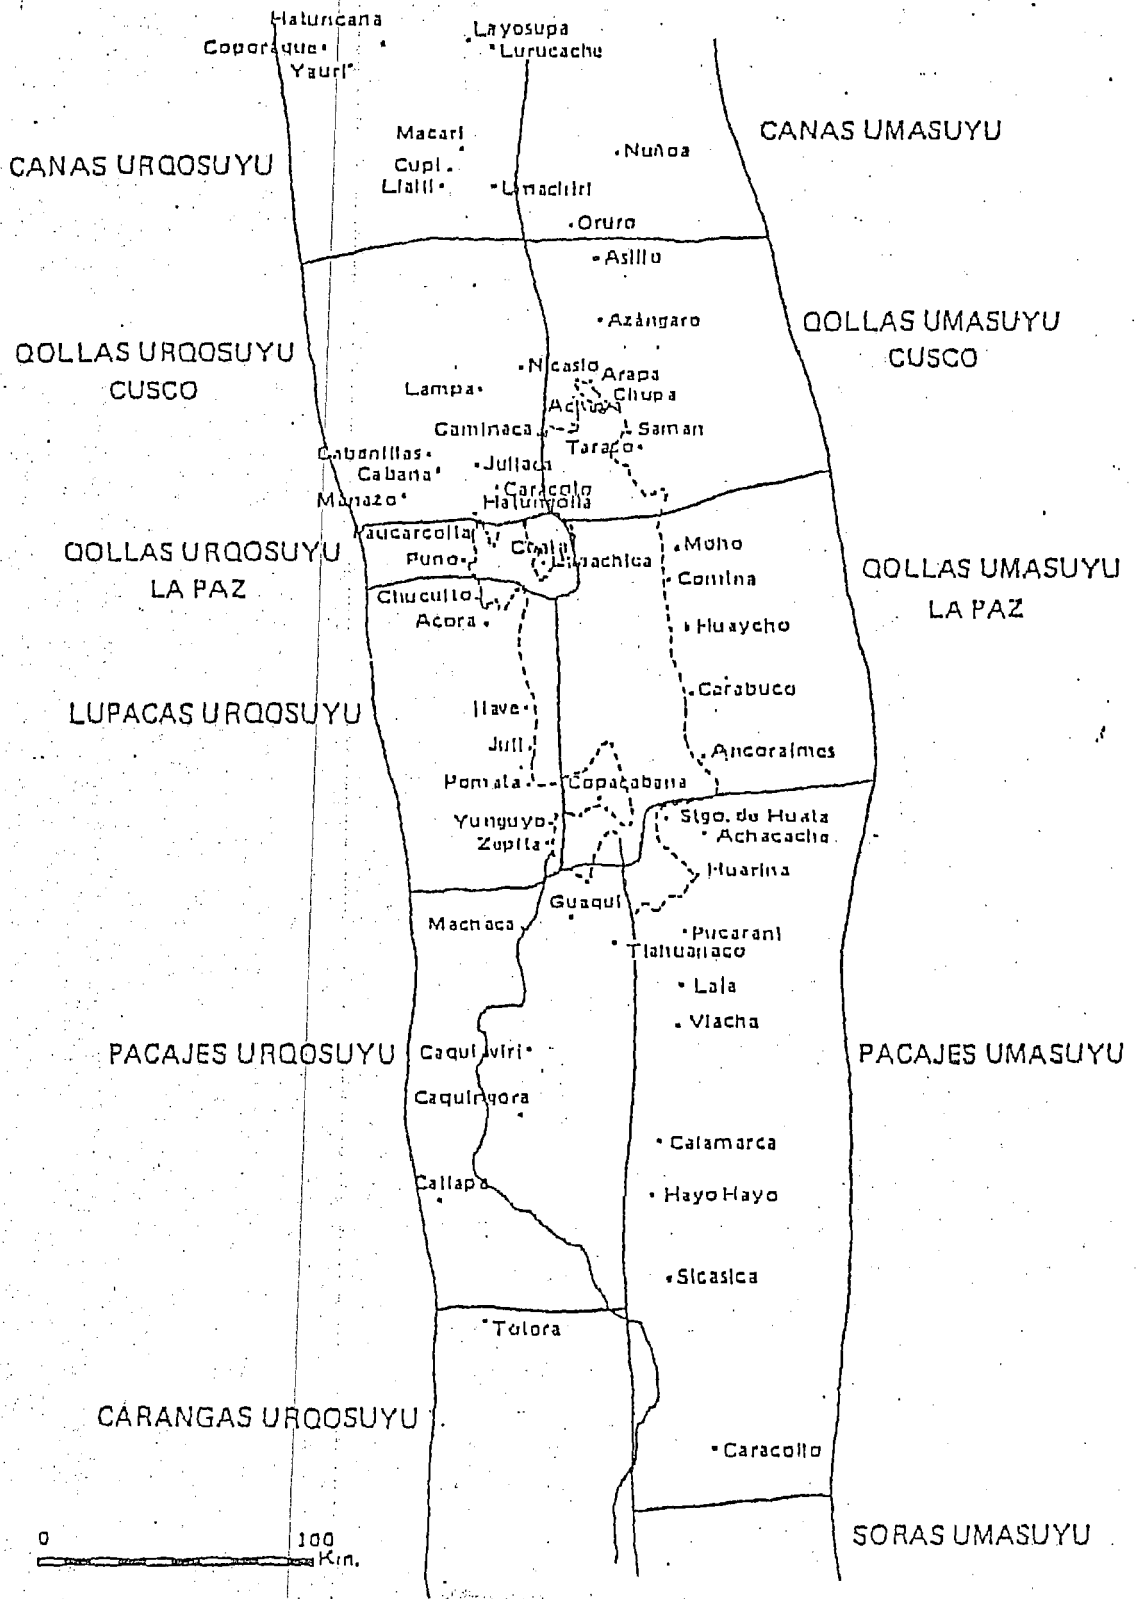 Hatuncana
Layosupa
Coporaque
Lurucache
Yauri
CANAS UMASUYU
Macari
Nuñoa
CANAS URQOSUYU
Cupi
Llalli
Umachiri
Oruro
Asillo
Azángaro
QOLLAS UMASUYU
CUSCO
QOLLAS URQOSUYU
CUSCO
Nicasio
Arapa
Lampa
Chupa
Caminaca
Saman
Taraco
Cabanillas
Juliaca
Cabana
Caracoto
Mañazo
Hatunqolla
Paucarcolla
QOLLAS URQOSUYU
LA PAZ
Moho
Puno
QOLLAS UMASUYU
LA PAZ
Conima
Chucuito
Acora
Huaycho
Carabuco
LUPACAS URQOSUYU
Ilave
Juli
Ancoraimes
Pomata
Copacabana
Yunguyo
Stgo. de Huata
Achacache
Zepita
Huarina
Guaqui
Machaca
Pucarani
Tiahuanaco
Laja
Viacha
PACAJES URQOSUYU
Caquiaviri
PACAJES UMASUYU
Caquingora
Calamarca
Callapa
Hayo Hayo
Sicasica
Totora
CARANGAS URQOSUYU
Caracollo
SORAS UMASUYU
0 100
Km.